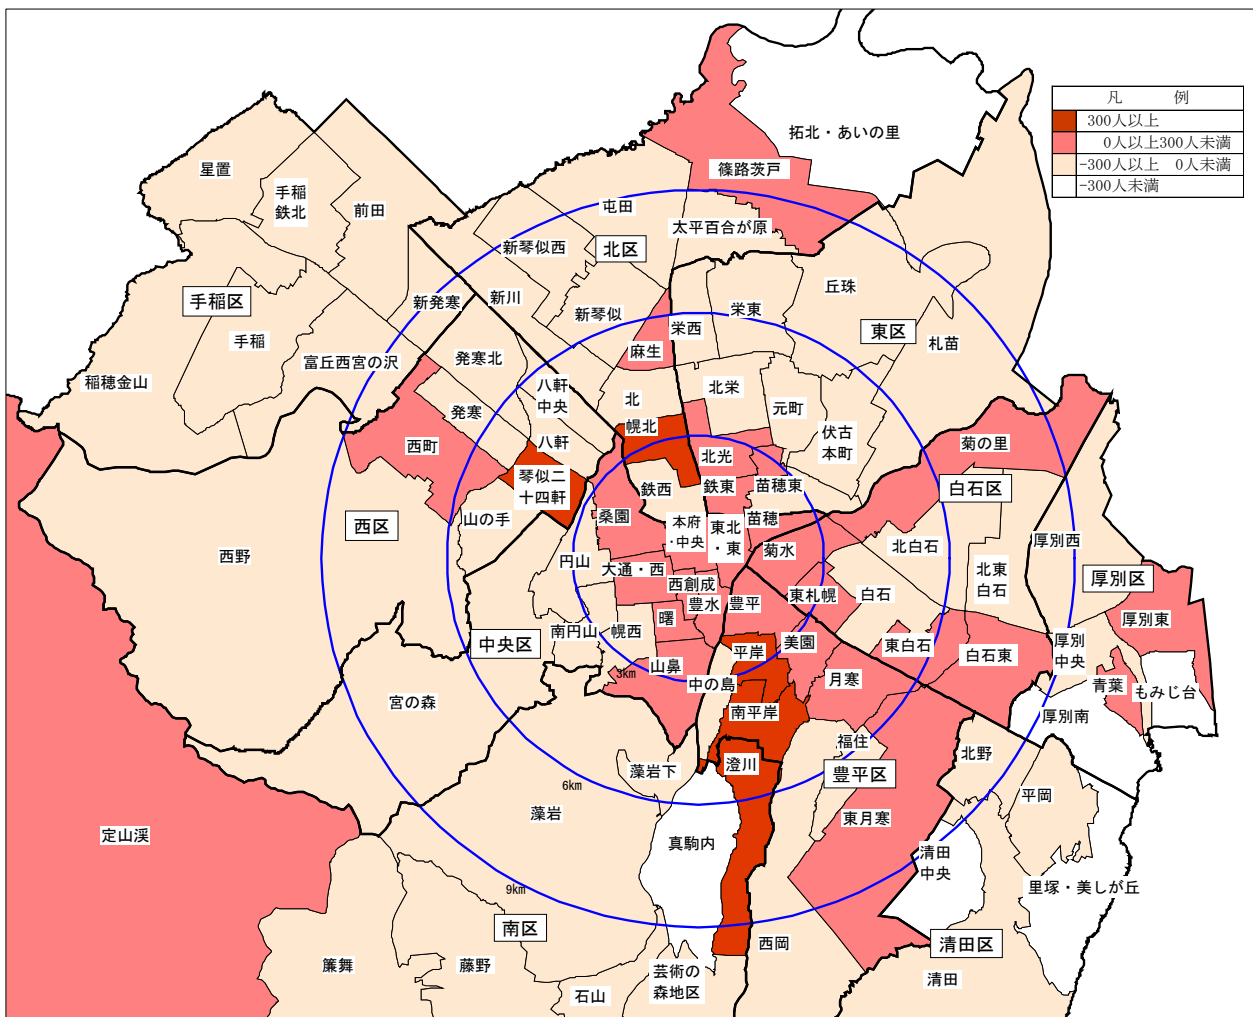 凡　例
300人以上
0人以上300人未満
-300人以上　0人未満
-300人未満
拓北・あいの里
篠路茨戸
星置
手稲
鉄北
前田
屯田
太平百合が原
新琴似西
北区
手稲区
新発寒
新川
新琴似
丘珠
栄東
栄西
東区
札苗
手稲
富丘西宮の沢
稲穂金山
発寒北
麻生
八軒
中央
北
北栄
元町
発寒
幌北
伏古
本町
菊の里
西町
八軒
北光
琴似二
十四軒
鉄西
鉄東
苗穂東
白石区
西区
山の手
桑園
本府
・中央
東北
・東
苗穂
西野
円山
菊水
北白石
厚別西
大通・西
西創成
北東
白石
厚別区
豊水
豊平
東札幌
白石
曙
厚別東
中央区
南円山
幌西
平岸
美園
東白石
白石東
厚別
中央
山鼻
3km
中の島
月寒
青葉
もみじ台
宮の森
南平岸
厚別南
福住
北野
藻岩下
澄川
豊平区
6km
平岡
藻岩
東月寒
定山渓
真駒内
清田
中央
9km
里塚・美しが丘
南区
西岡
清田区
簾舞
藤野
芸術の
森地区
石山
清田